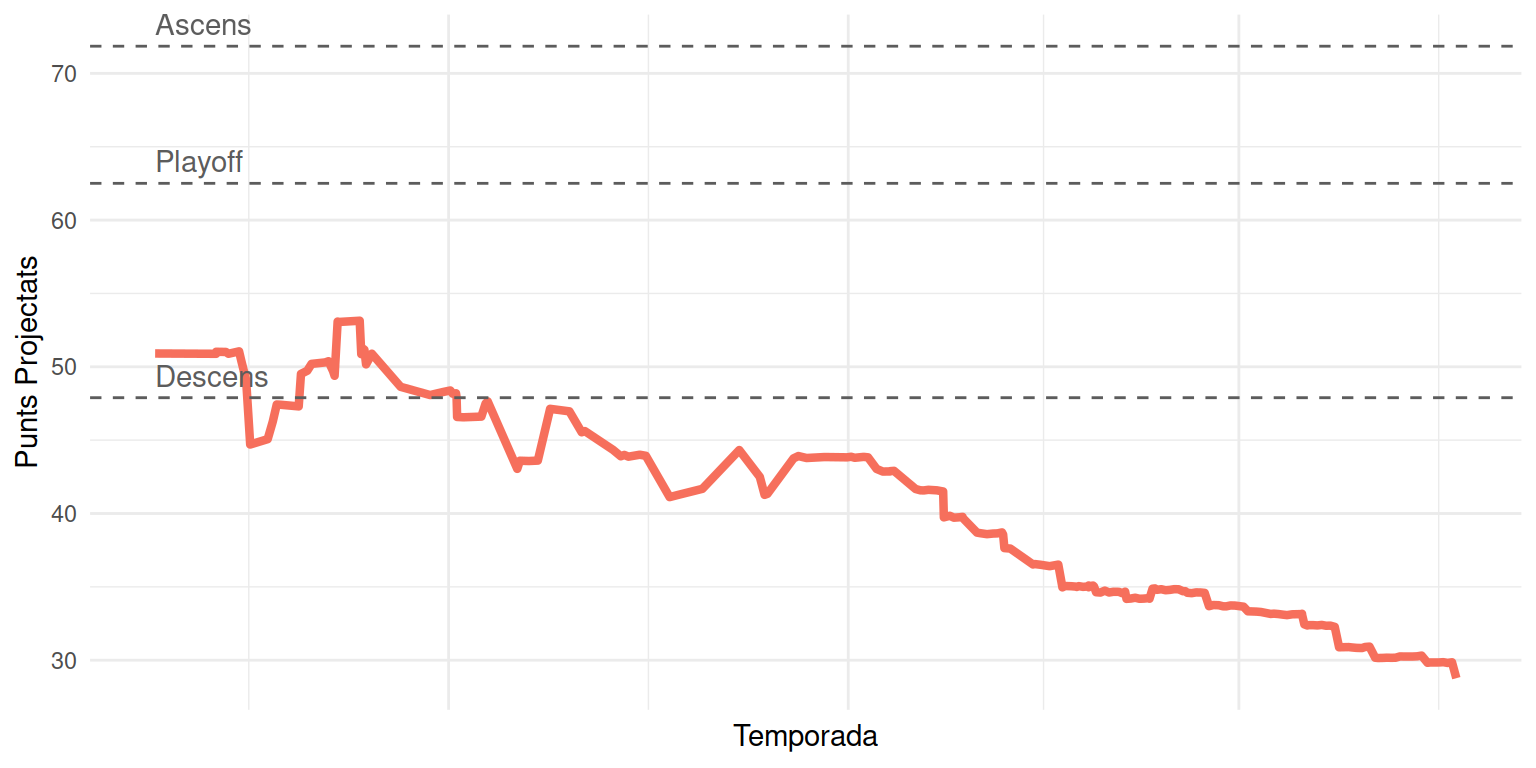 Ascens
70
Playoff
60
50
Descens
40
30
Punts Projectats
Temporada